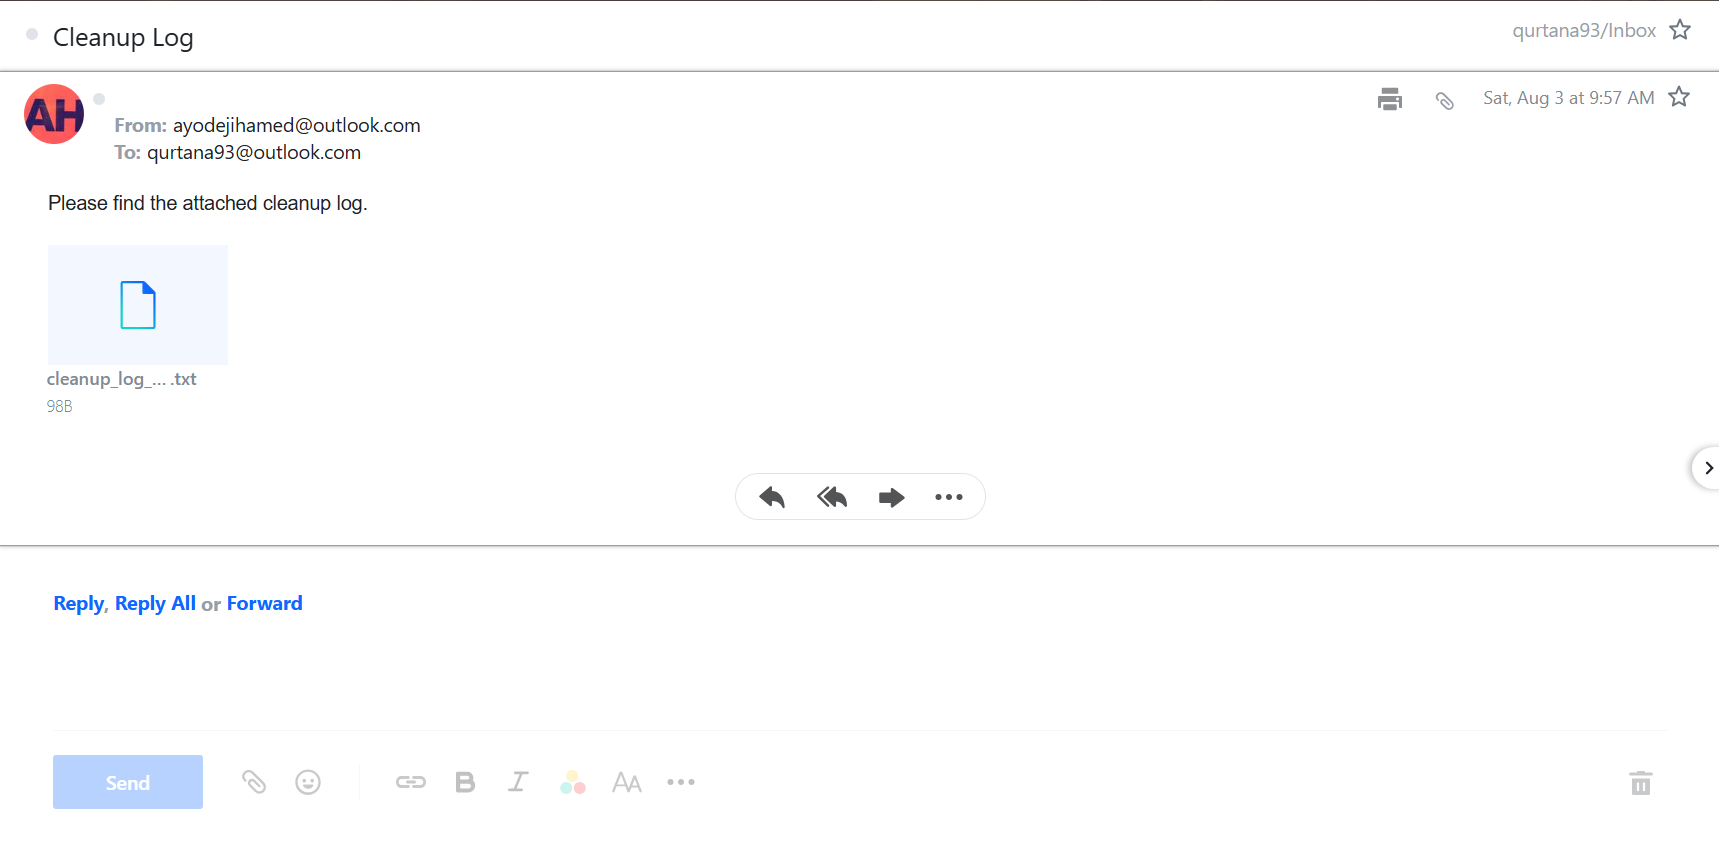 Cleanup Log
qurtana93/Inbox
AH
Sat, Aug 3 at 9:57 AM
From: ayodejihamed@outlook.com
To: qurtana93@outlook.com
Please find the attached cleanup log.
cleanup_log_... .txt
98B
Reply, Reply All or Forward
Send
B
I
AA